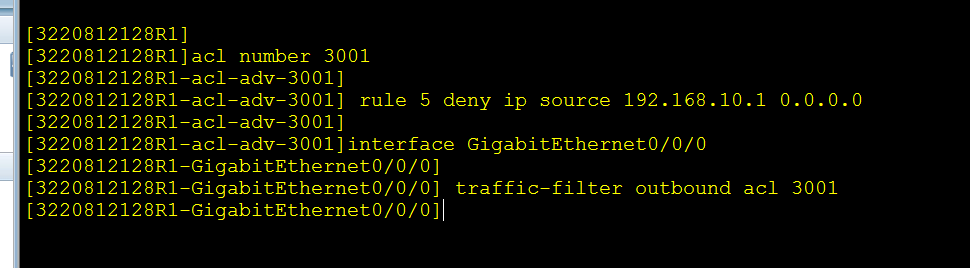 [3220812128R1]
[3220812128R1]acl number 3001
[3220812128R1-acl-adv-3001]
[3220812128R1-acl-adv-3001] rule 5 deny ip source 192.168.10.1 0.0.0.0
[3220812128R1-acl-adv-3001]
[3220812128R1-acl-adv-3001]interface GigabitEthernet0/0/0
[3220812128R1-GigabitEthernet0/0/0]
[3220812128R1-GigabitEthernet0/0/0] traffic-filter outbound acl 3001
[3220812128R1-GigabitEthernet0/0/0]